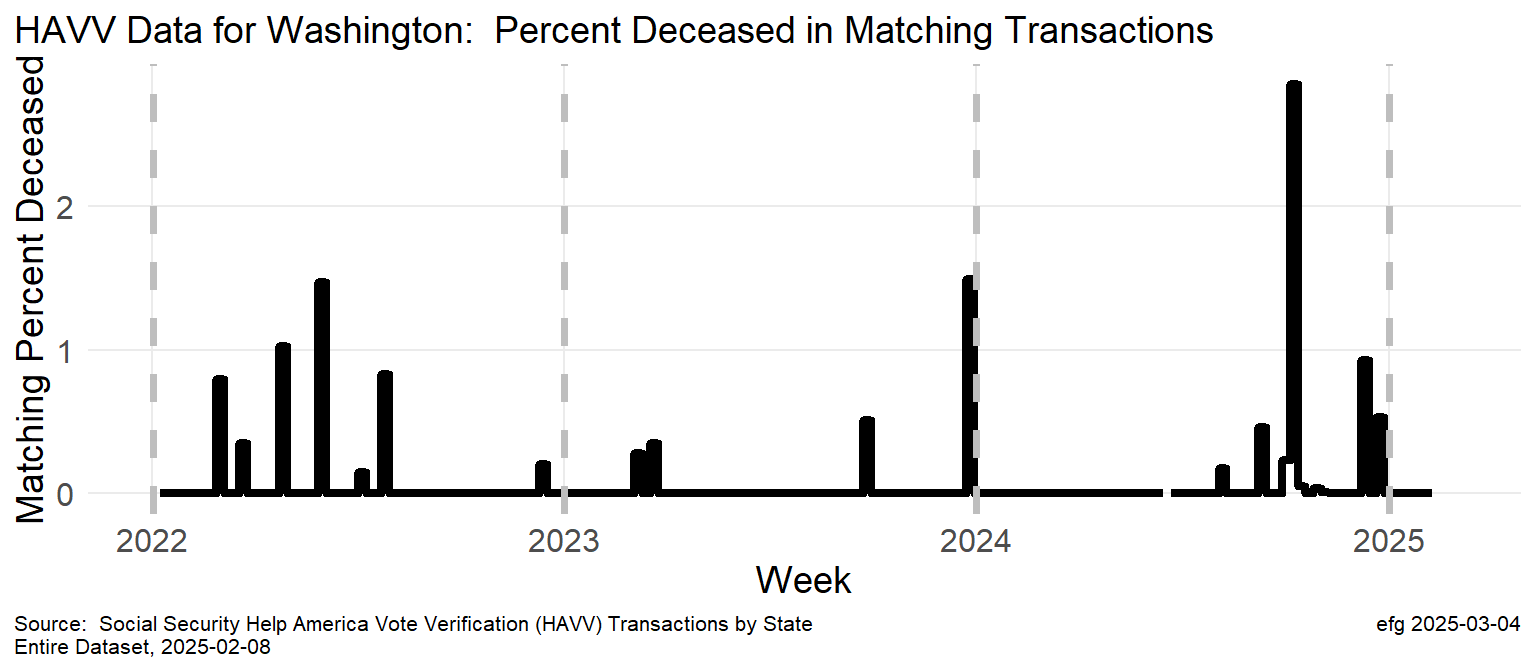 HAVV Data for Washington:  Percent Deceased in Matching Transactions
Matching Percent Deceased
2
1
0
2022 2023 2024 2025
Week
Source:  Social Security Help America Vote Verification (HAVV) Transactions by State
Entire Dataset, 2025-02-08
efg 2025-03-04